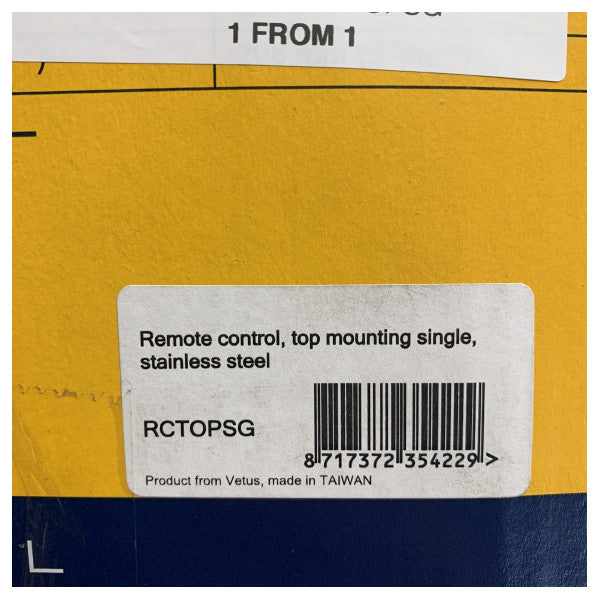 1 FROM 1
Remote control, top mounting single,
stainless steel
RCTOPSG
8 717372 354229 >
Product from Vetus, made in TAIWAN